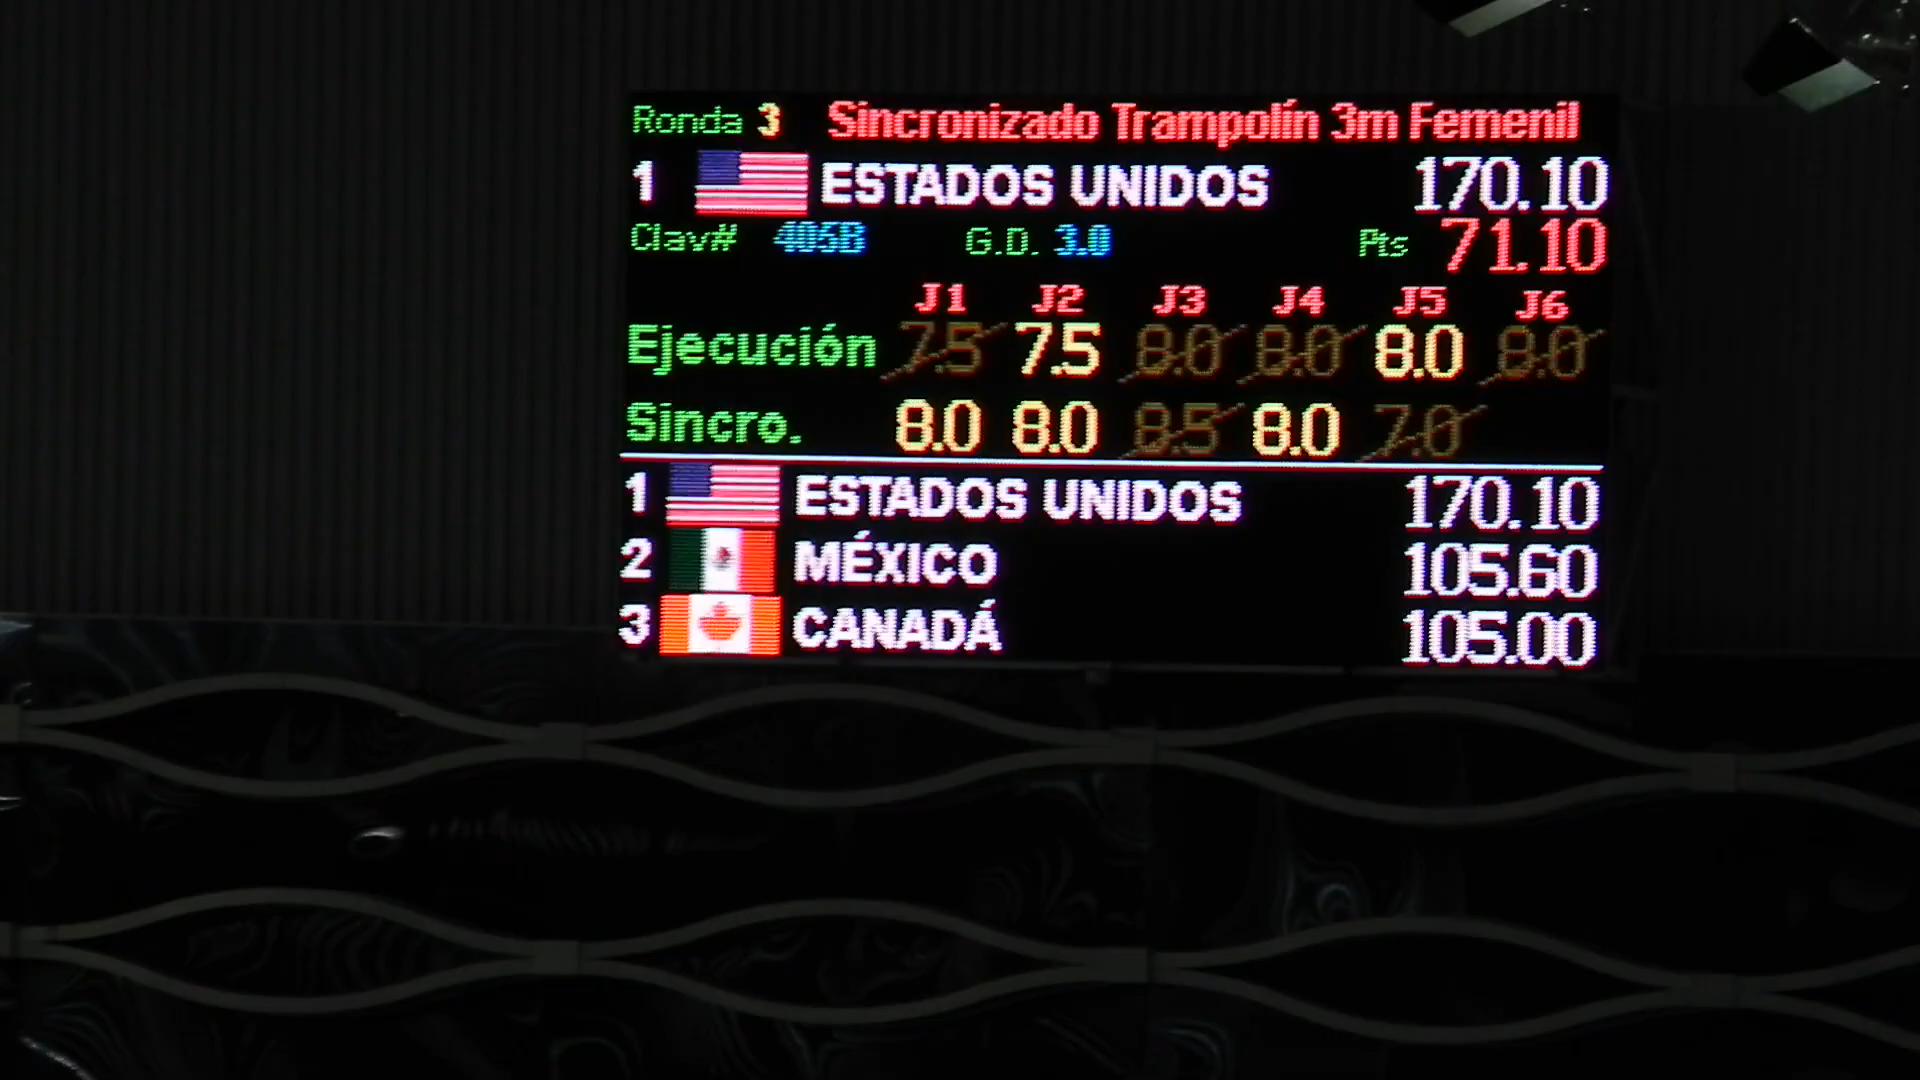 Ronda 3 Sincronizado Trampolín 3m Femenil
1 ESTADOS UNIDOS 170.10
Clav# 405B G.D. 3.0 Pts 71.10
J1 J2 J3 J4 J5 J6
Ejecución 7.5 7.5 8.0 8.0 8.0 8.0
Sincro. 8.0 8.0 8.5 8.0 7.0
1 ESTADOS UNIDOS 170.10
2 MÉXICO 105.60
3 CANADÁ 105.00